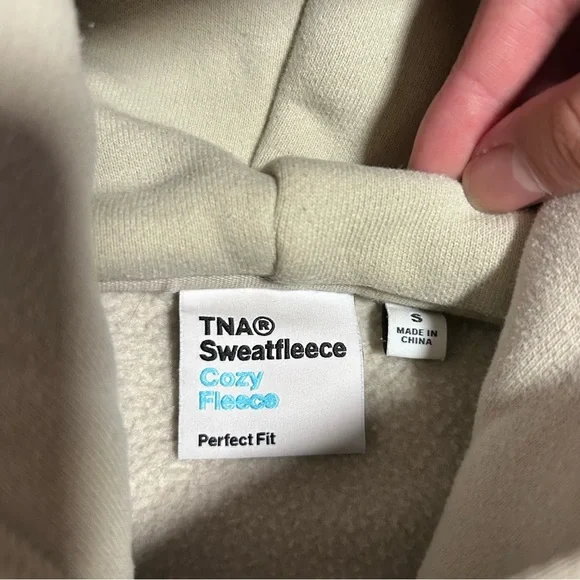 TNA®
Sweatfleece
Cozy
Fleece
Perfect Fit
S
MADE IN
CHINA